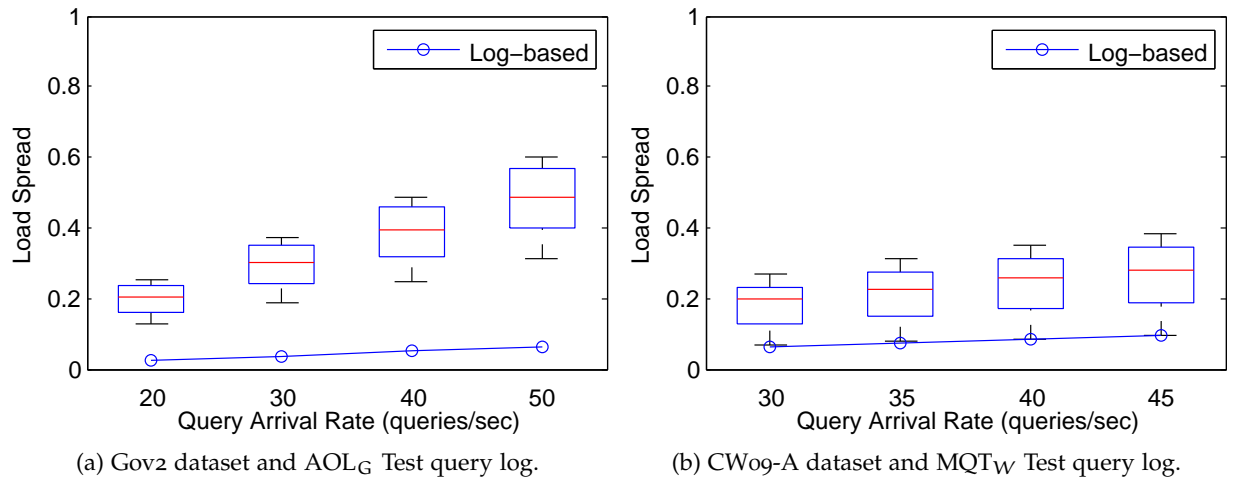 1
0.8
0.6
0.4
0.2
0
Load Spread
Log−based
20 30 40 50
Query Arrival Rate (queries/sec)
(a) Gov2 dataset and AOLG Test query log.
1
0.8
0.6
0.4
0.2
0
Load Spread
Log−based
30 35 40 45
Query Arrival Rate (queries/sec)
(b) CW09-A dataset and MQTW Test query log.